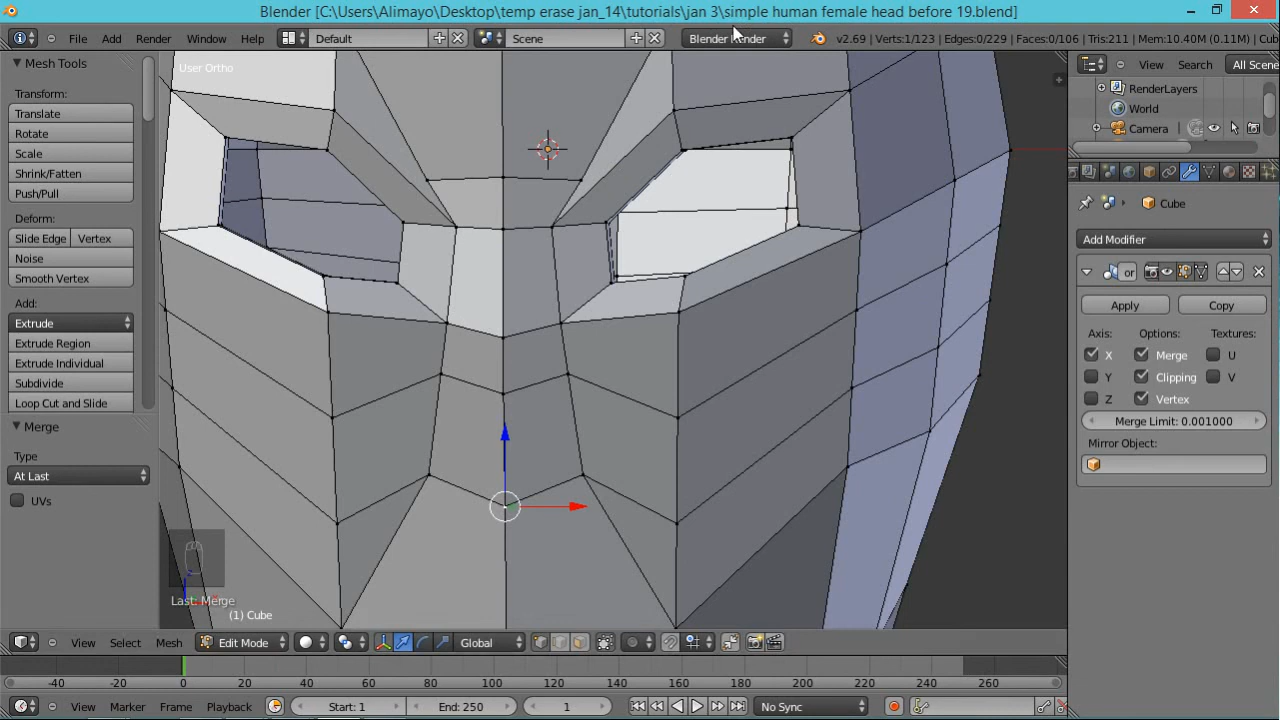 Blender [C:\Users\Alimayo\Desktop\temp erase jan_14\tutorials\jan 3\simple human female head before 19.blend]
File Add Render Window Help Default Scene Blender Render v2.69 | Verts:1/123 | Edges:0/229 | Faces:0/106 | Tris:211 | Mem:10.40M (0.11M) | Cub
Mesh Tools
User Ortho
View Search All Scene
Transform:
Translate
Rotate
Scale
Shrink/Fatten
Push/Pull
Deform:
Slide Edge Vertex
Noise
Smooth Vertex
Add:
Extrude
Extrude Region
Extrude Individual
Subdivide
Loop Cut and Slide
Merge
Type
At Last
UVs
Last: Merge
(1) Cube
RenderLayers
World
Camera
Cube
Add Modifier
or
Apply Copy
Axis: Options: Textures:
X Merge U
Y Clipping V
Z Vertex
Merge Limit: 0.001000
Mirror Object:
View Select Mesh Edit Mode Global
-40 -20 0 20 40 60 80 100 120 140 160 180 200 220 240 260
View Marker Frame Playback Start: 1 End: 250 1 No Sync